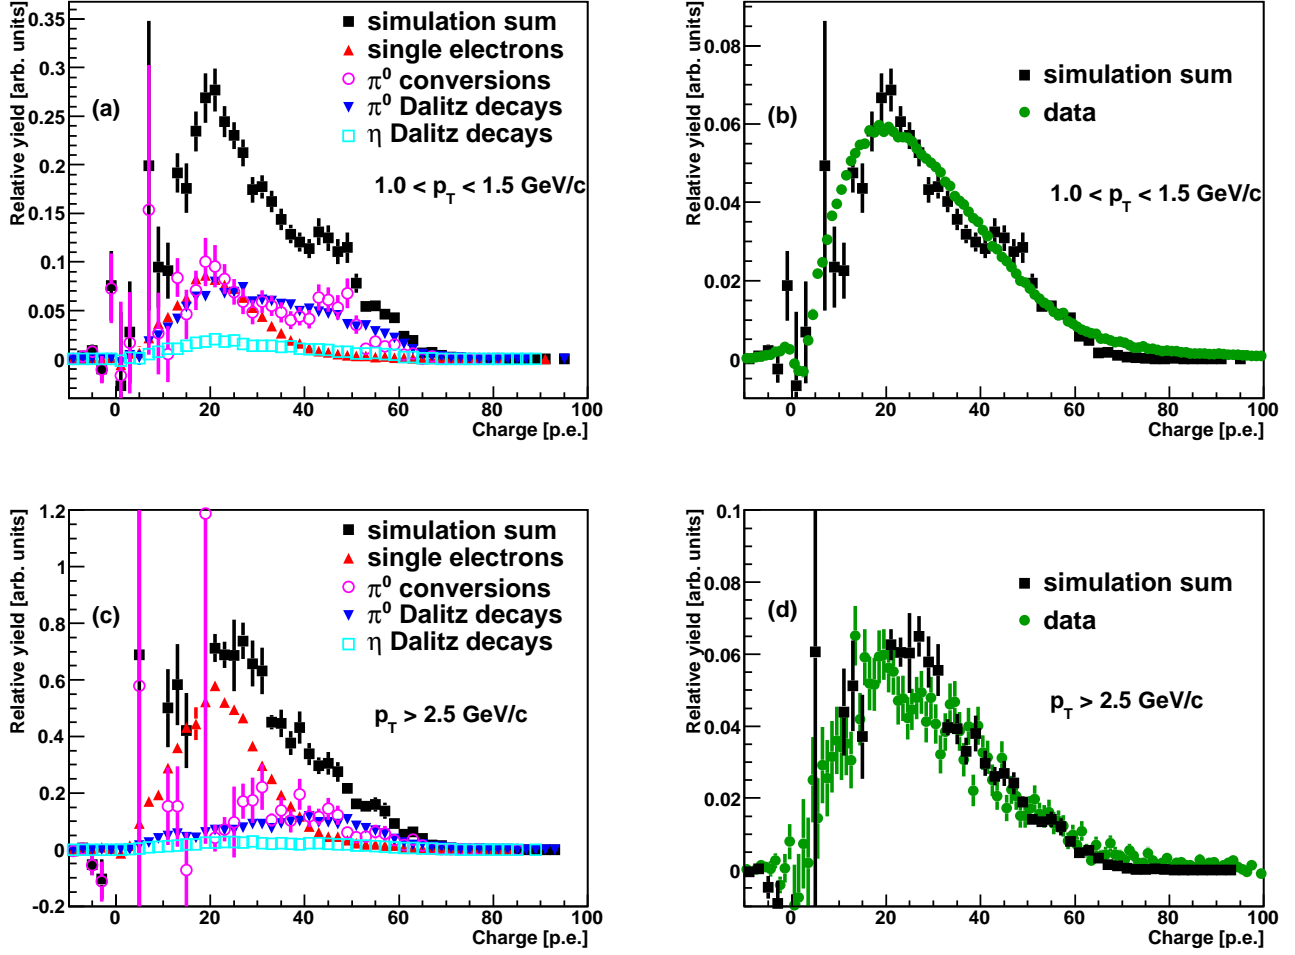 Relative yield [arb. units]
0.35
0.3
0.25
0.2
0.15
0.1
0.05
0
(a)
simulation sum
single electrons
π⁰ conversions
π⁰ Dalitz decays
η Dalitz decays
1.0 < p_T < 1.5 GeV/c
0 20 40 60 80 100
Charge [p.e.]
Relative yield [arb. units]
0.08
0.06
0.04
0.02
0
(b)
simulation sum
data
1.0 < p_T < 1.5 GeV/c
0 20 40 60 80 100
Charge [p.e.]
Relative yield [arb. units]
1.2
1
0.8
0.6
0.4
0.2
0
-0.2
(c)
simulation sum
single electrons
π⁰ conversions
π⁰ Dalitz decays
η Dalitz decays
p_T > 2.5 GeV/c
0 20 40 60 80 100
Charge [p.e.]
Relative yield [arb. units]
0.1
0.08
0.06
0.04
0.02
0
(d)
simulation sum
data
p_T > 2.5 GeV/c
0 20 40 60 80 100
Charge [p.e.]